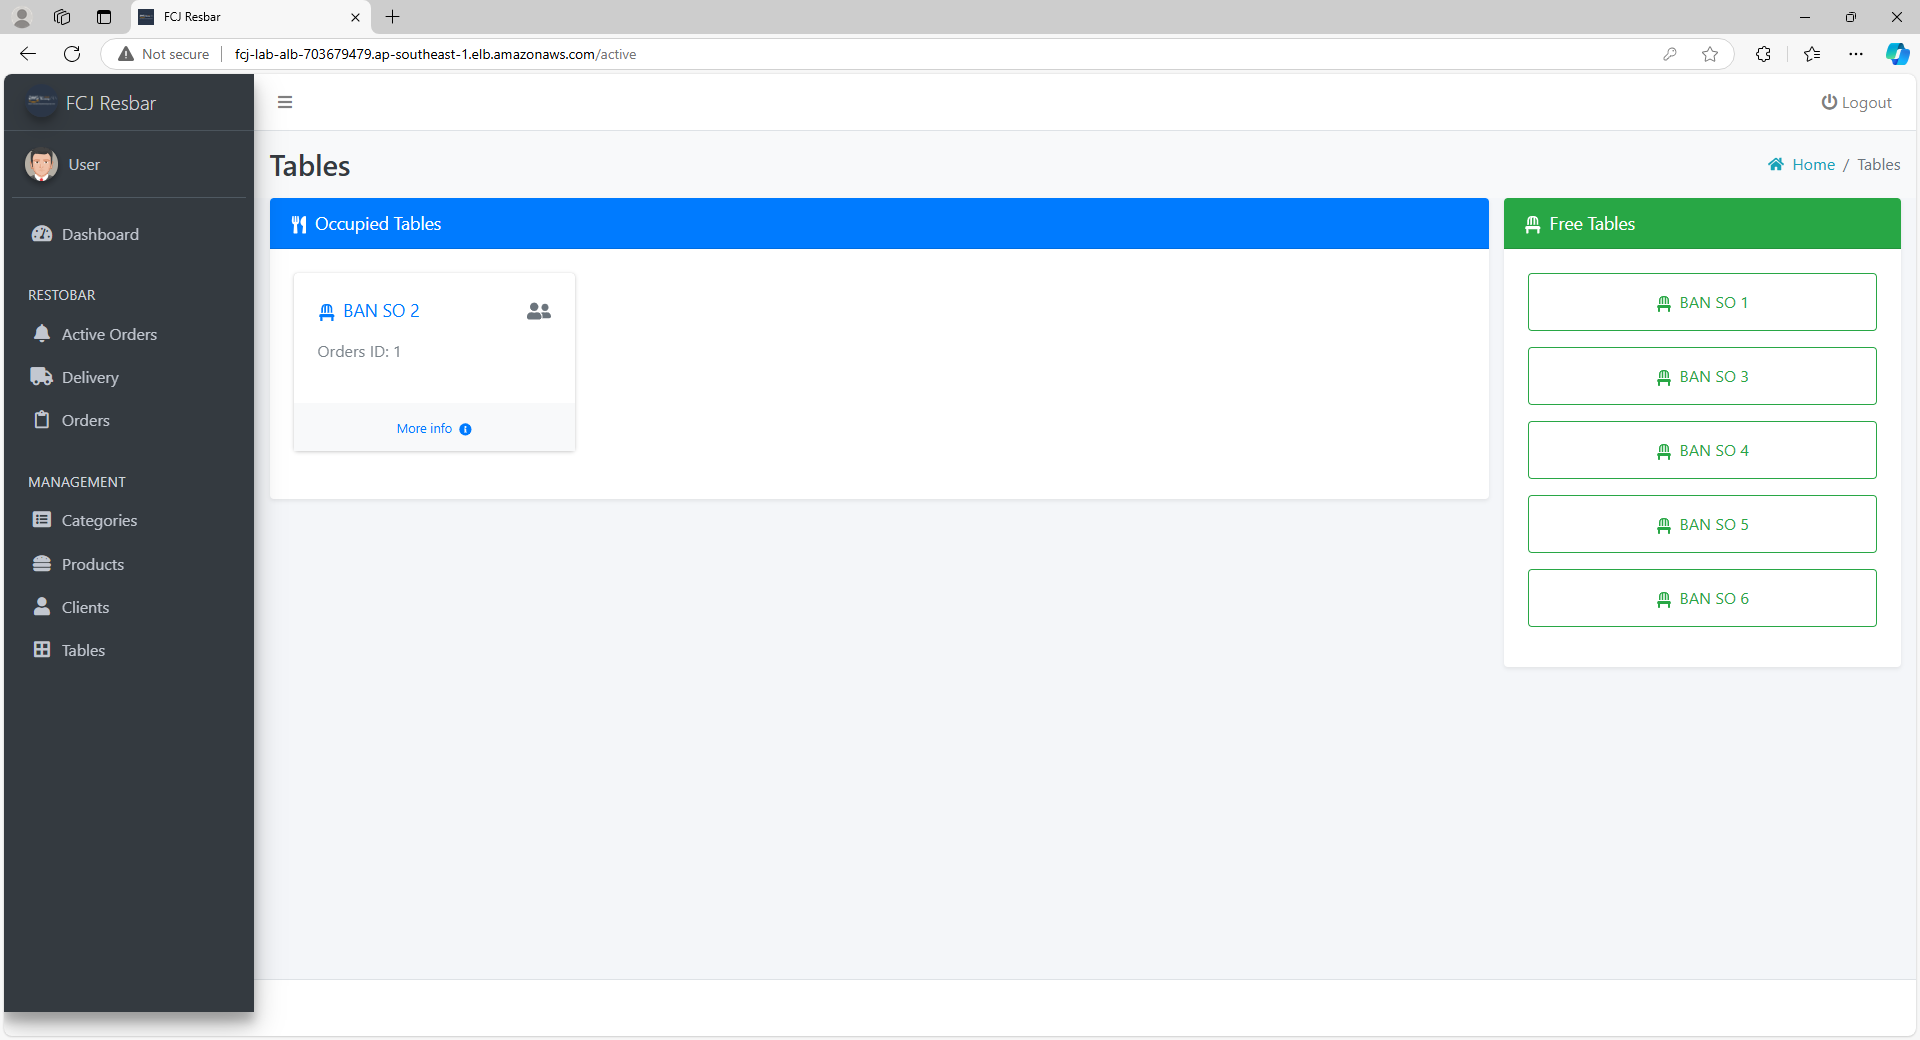 FCJ Resbar
Not secure
fcj-lab-alb-703679479.ap-southeast-1.elb.amazonaws.com/active
FCJ Resbar
Logout
User
Tables
Home / Tables
Dashboard
RESTOBAR
Active Orders
Delivery
Orders
MANAGEMENT
Categories
Products
Clients
Tables
Occupied Tables
BAN SO 2
Orders ID: 1
More info
Free Tables
BAN SO 1
BAN SO 3
BAN SO 4
BAN SO 5
BAN SO 6